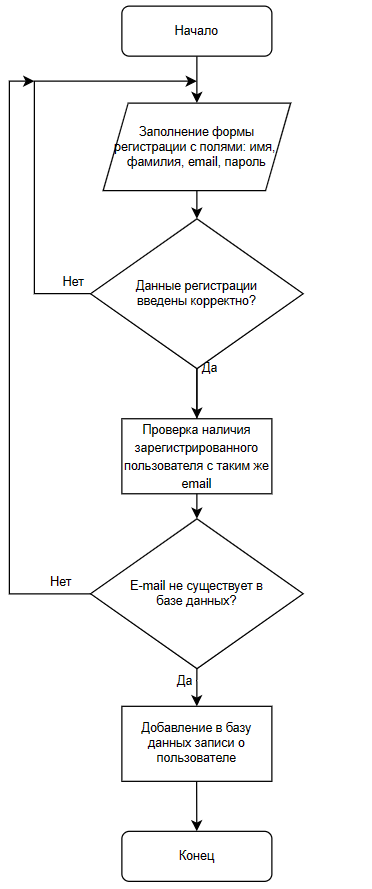 Начало
Заполнение формы
регистрации с полями: имя,
фамилия, email, пароль
Данные регистрации
введены корректно?
Нет
Да
Проверка наличия
зарегистрированного
пользователя с таким же
email
E-mail не существует в
базе данных?
Нет
Да
Добавление в базу
данных записи о
пользователе
Конец